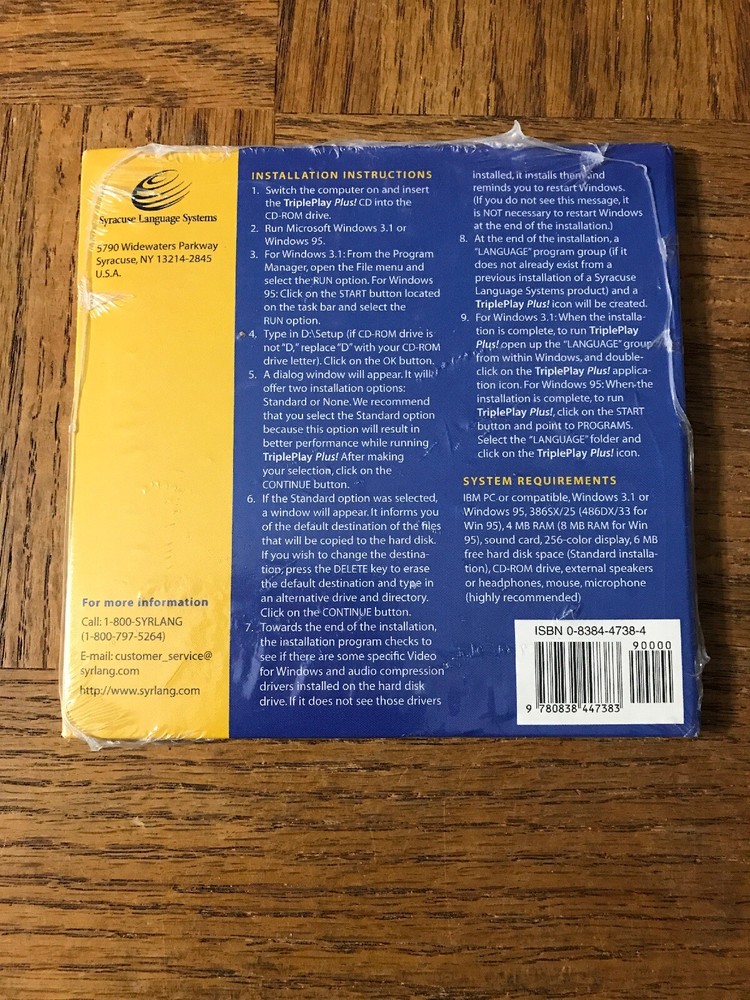 Syracuse Language Systems
5790 Widewaters Parkway
Syracuse, NY 13214-2845
U.S.A.
For more information
Call: 1-800-SYRLANG
(1-800-797-5264)
E-mail: customer_service@
syrlang.com
http://www.syrlang.com
INSTALLATION INSTRUCTIONS
1. Switch the computer on and insert
the TriplePlay Plus! CD into the
CD-ROM drive.
2. Run Microsoft Windows 3.1 or
Windows 95.
3. For Windows 3.1: From the Program
Manager, open the File menu and
select the RUN option. For Windows
95: Click on the START button located
on the task bar and select the
RUN option.
4. Type in D:\Setup (if CD-ROM drive is
not "D," replace "D" with your CD-ROM
drive letter). Click on the OK button.
5. A dialog window will appear. It will
offer two installation options:
Standard or None. We recommend
that you select the Standard option
because this option will result in
better performance while running
TriplePlay Plus! After making
your selection, click on the
CONTINUE button.
6. If the Standard option was selected,
a window will appear. It informs you
of the default destination of the files
that will be copied to the hard disk.
If you wish to change the destina-
tion, press the DELETE key to erase
the default destination and type in
an alternative drive and directory.
Click on the CONTINUE button.
7. Towards the end of the installation,
the installation program checks to
see if there are some specific Video
for Windows and audio compression
drivers installed on the hard disk
drive. If it does not see those drivers
installed, it installs them and
reminds you to restart Windows.
(If you do not see this message, it
is NOT necessary to restart Windows
at the end of the installation.)
8. At the end of the installation, a
"LANGUAGE" program group (if it
does not already exist from a
previous installation of a Syracuse
Language Systems product) and a
TriplePlay Plus! icon will be created.
9. For Windows 3.1: When the installa-
tion is complete, to run TriplePlay
Plus! open up the "LANGUAGE" group
from within Windows, and double-
click on the TriplePlay Plus! applica-
tion icon. For Windows 95: When the
installation is complete, to run
TriplePlay Plus!, click on the START
button and point to PROGRAMS.
Select the "LANGUAGE" folder and
click on the TriplePlay Plus! icon.
SYSTEM REQUIREMENTS
IBM PC or compatible, Windows 3.1 or
Windows 95, 386SX/25 (486DX/33 for
Win 95), 4 MB RAM (8 MB RAM for Win
95), sound card, 256-color display, 6 MB
free hard disk space (Standard installa-
tion), CD-ROM drive, external speakers
or headphones, mouse, microphone
(highly recommended)
ISBN 0-8384-4738-4
90000
9 780838 447383